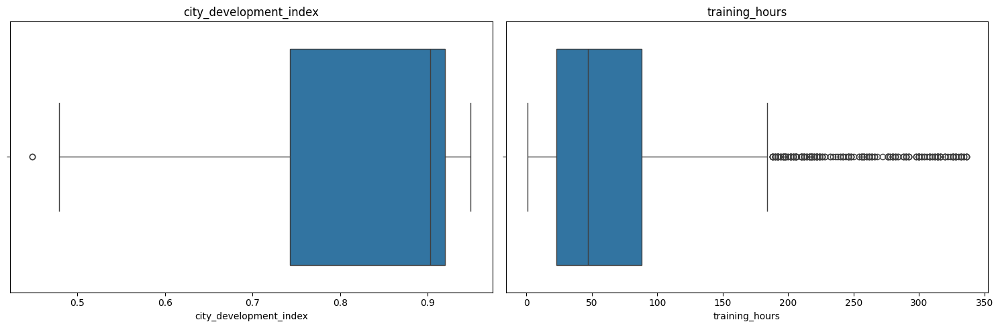 city_development_index
training_hours
0.5 0.6 0.7 0.8 0.9
0 50 100 150 200 250 300 350
city_development_index
training_hours